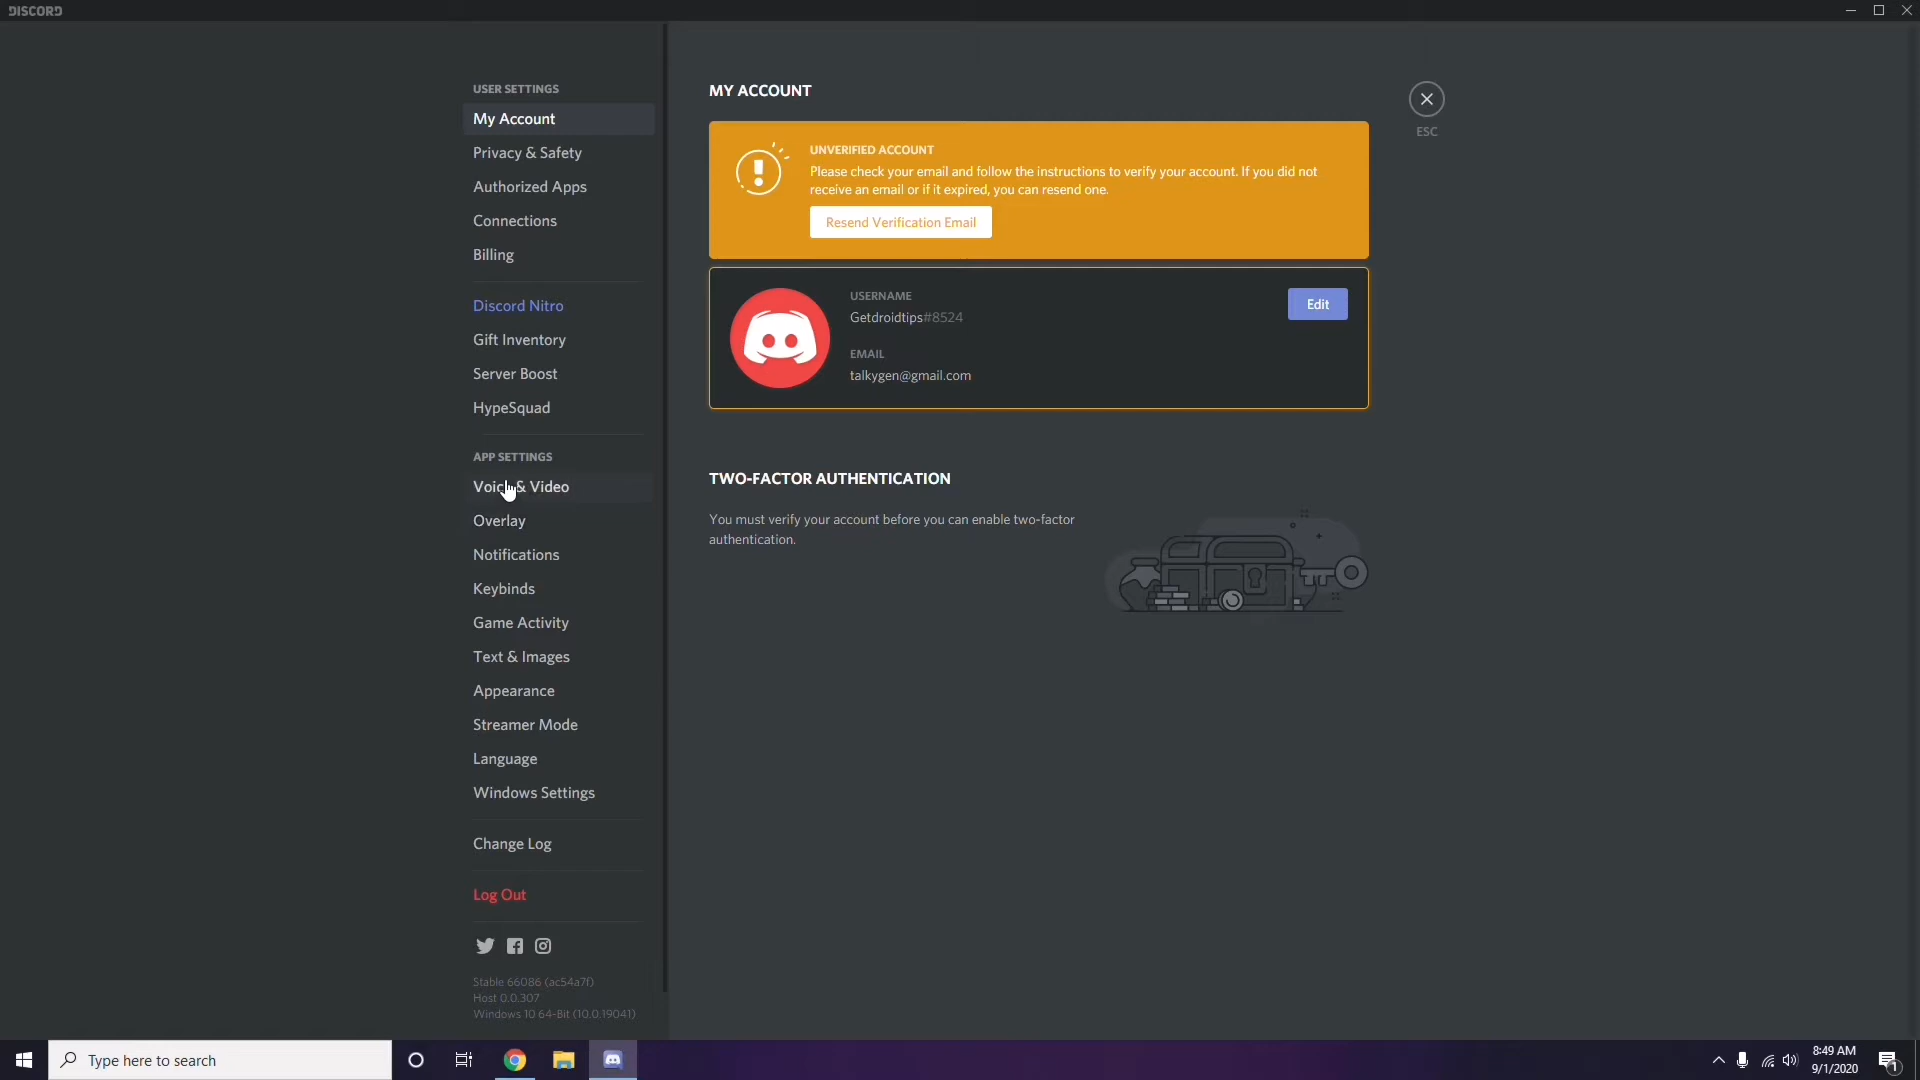 DISCORD
USER SETTINGS
My Account
Privacy & Safety
Authorized Apps
Connections
Billing
Discord Nitro
Gift Inventory
Server Boost
HypeSquad
APP SETTINGS
Voice & Video
Overlay
Notifications
Keybinds
Game Activity
Text & Images
Appearance
Streamer Mode
Language
Windows Settings
Change Log
Log Out
Stable 66086 (ac54a7f)
Host 0.0.307
Windows 10 64-Bit (10.0.19041)
MY ACCOUNT
ESC
UNVERIFIED ACCOUNT
Please check your email and follow the instructions to verify your account. If you did not
receive an email or if it expired, you can resend one.
Resend Verification Email
USERNAME
Getdroidtips#8524
Edit
EMAIL
talkygen@gmail.com
TWO-FACTOR AUTHENTICATION
You must verify your account before you can enable two-factor
authentication.
Type here to search
8:49 AM
9/1/2020
1